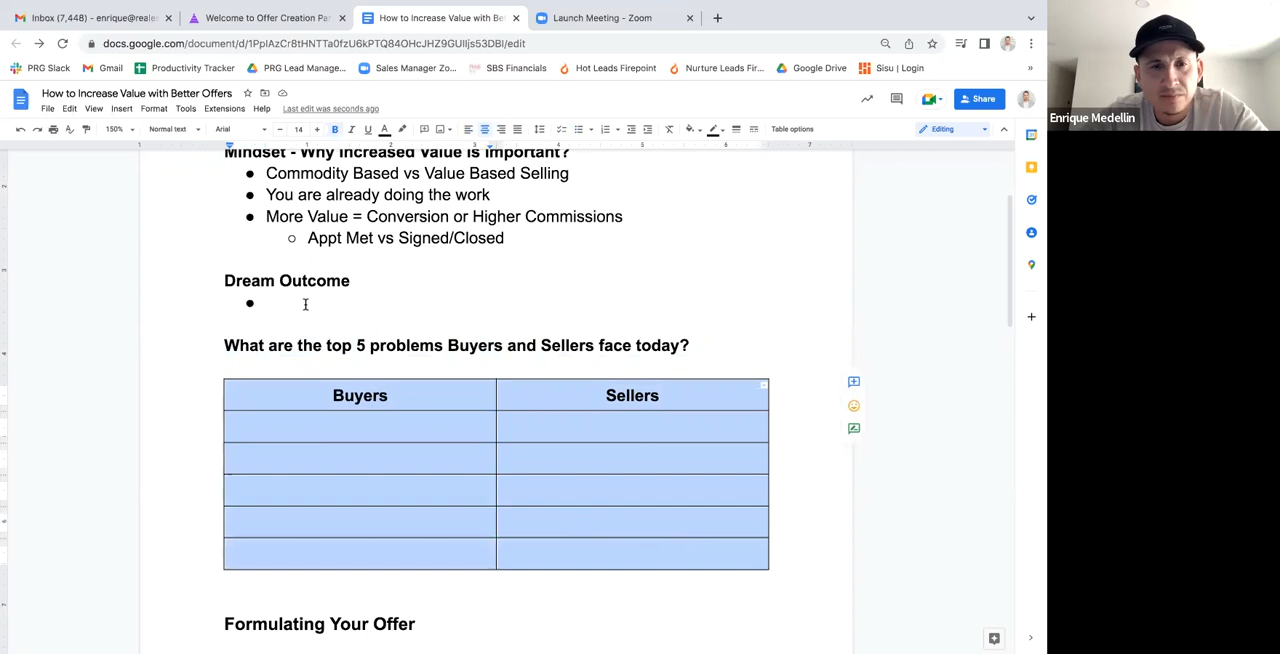 Inbox (7,448) - enrique@reale
Welcome to Offer Creation Par
How to Increase Value with Bet
Launch Meeting - Zoom
docs.google.com/document/d/1PplAzCr8tHNTTa0fzU6kPTQ84OHcJHZ9GUlljs53DBI/edit
PRG Slack
Gmail
Productivity Tracker
PRG Lead Manage...
Sales Manager Zo...
SBS Financials
Hot Leads Firepoint
Nurture Leads Fir...
Google Drive
Sisu | Login
How to Increase Value with Better Offers
File Edit View Insert Format Tools Extensions Help Last edit was seconds ago
Share
150% Normal text Arial 14 Table options Editing
Enrique Medellin
Mindset - Why Increased Value is Important?
● Commodity Based vs Value Based Selling
● You are already doing the work
● More Value = Conversion or Higher Commissions
○ Appt Met vs Signed/Closed
Dream Outcome
●
What are the top 5 problems Buyers and Sellers face today?
Buyers Sellers
Formulating Your Offer